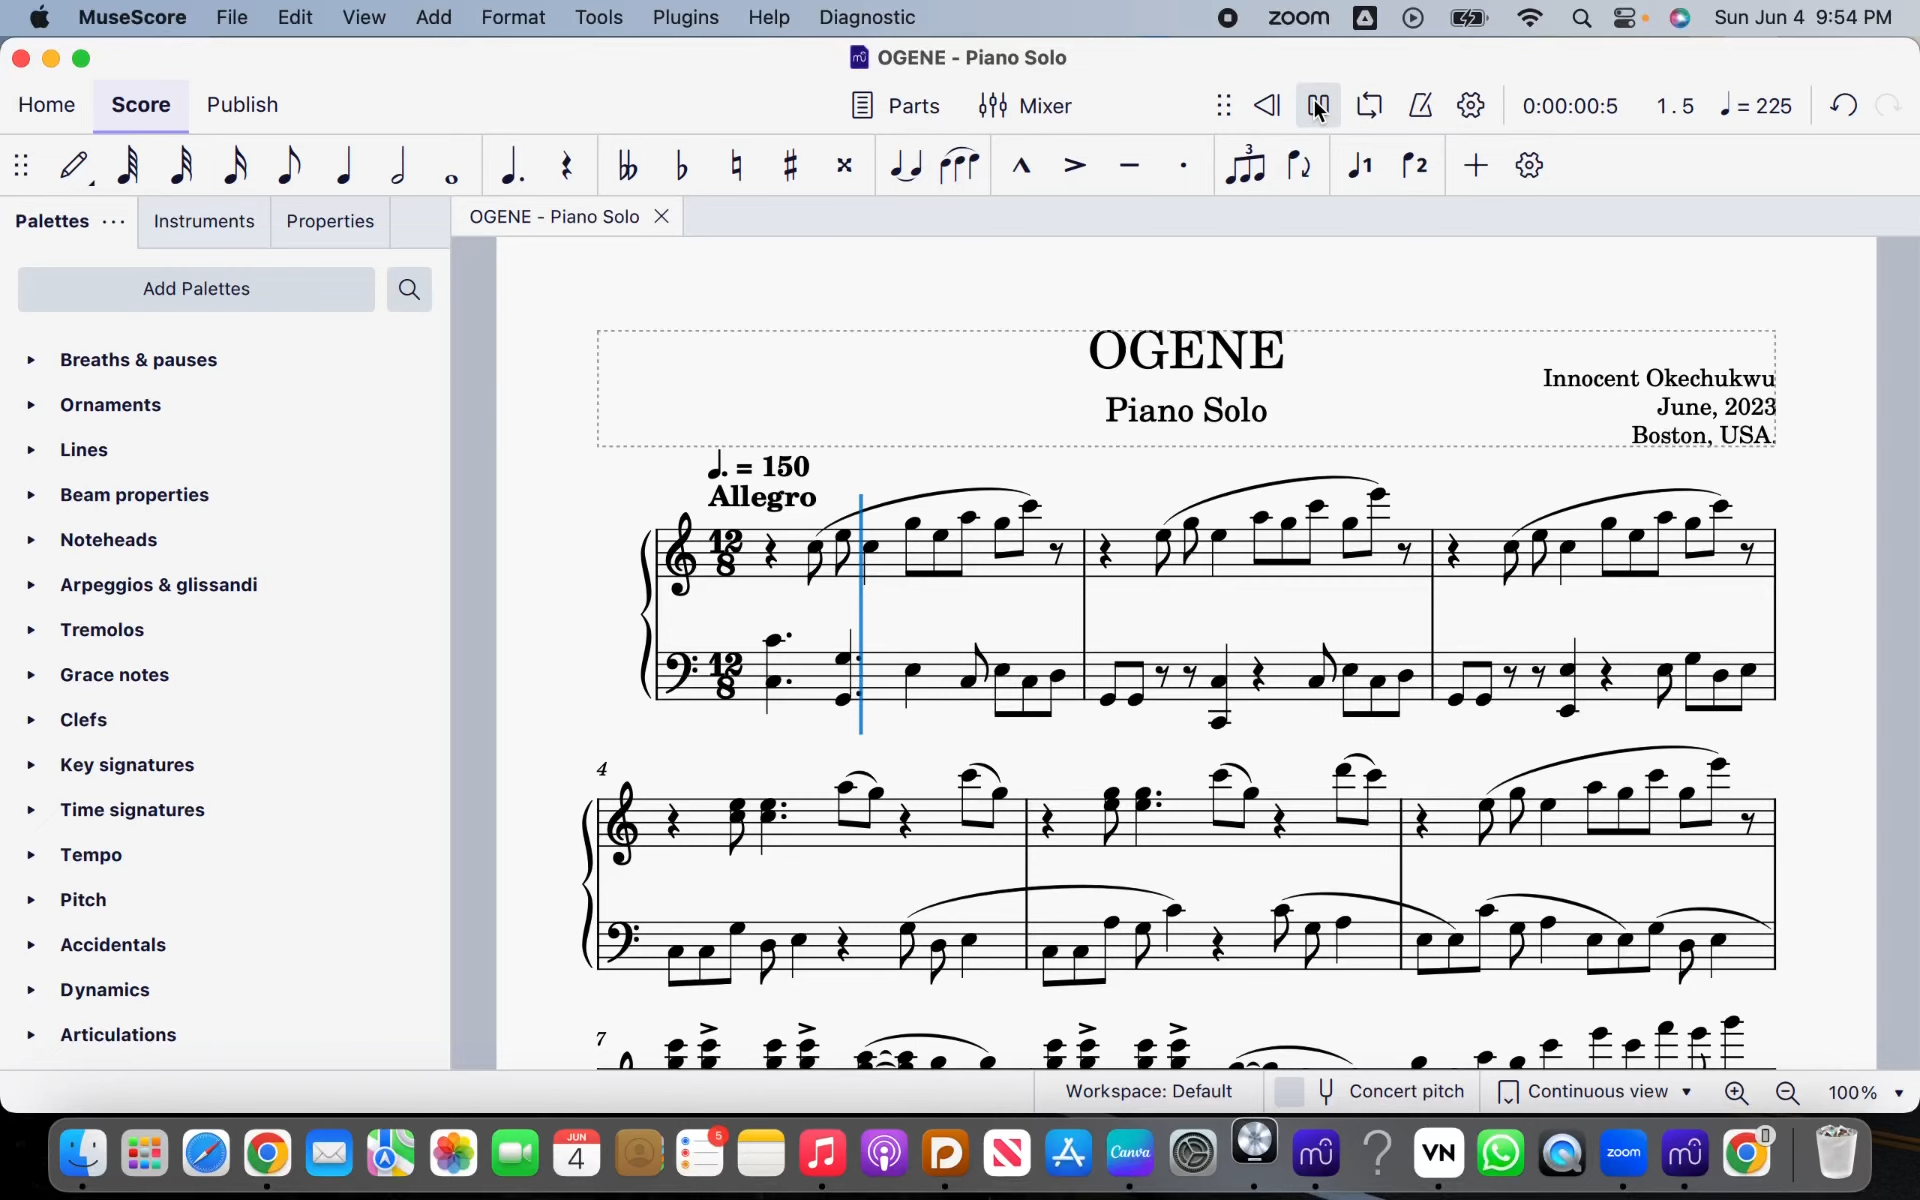 MuseScore File Edit View Add Format Tools Plugins Help Diagnostic zoom Sun Jun 4 9:54 PM
OGENE - Piano Solo
Home Score Publish Parts Mixer 0:00:00:5 1.5 = 225
3 1 2
Palettes ··· Instruments Properties OGENE - Piano Solo
Add Palettes
Breaths & pauses
Ornaments
Lines
Beam properties
Noteheads
Arpeggios & glissandi
Tremolos
Grace notes
Clefs
Key signatures
Time signatures
Tempo
Pitch
Accidentals
Dynamics
Articulations
OGENE
Piano Solo
Innocent Okechukwu
June, 2023
Boston, USA.
= 150
Allegro
12
8
12
8
4
7
Workspace: Default Concert pitch Continuous view 100%
JUN
4
5
Canva
?
VN
zoom